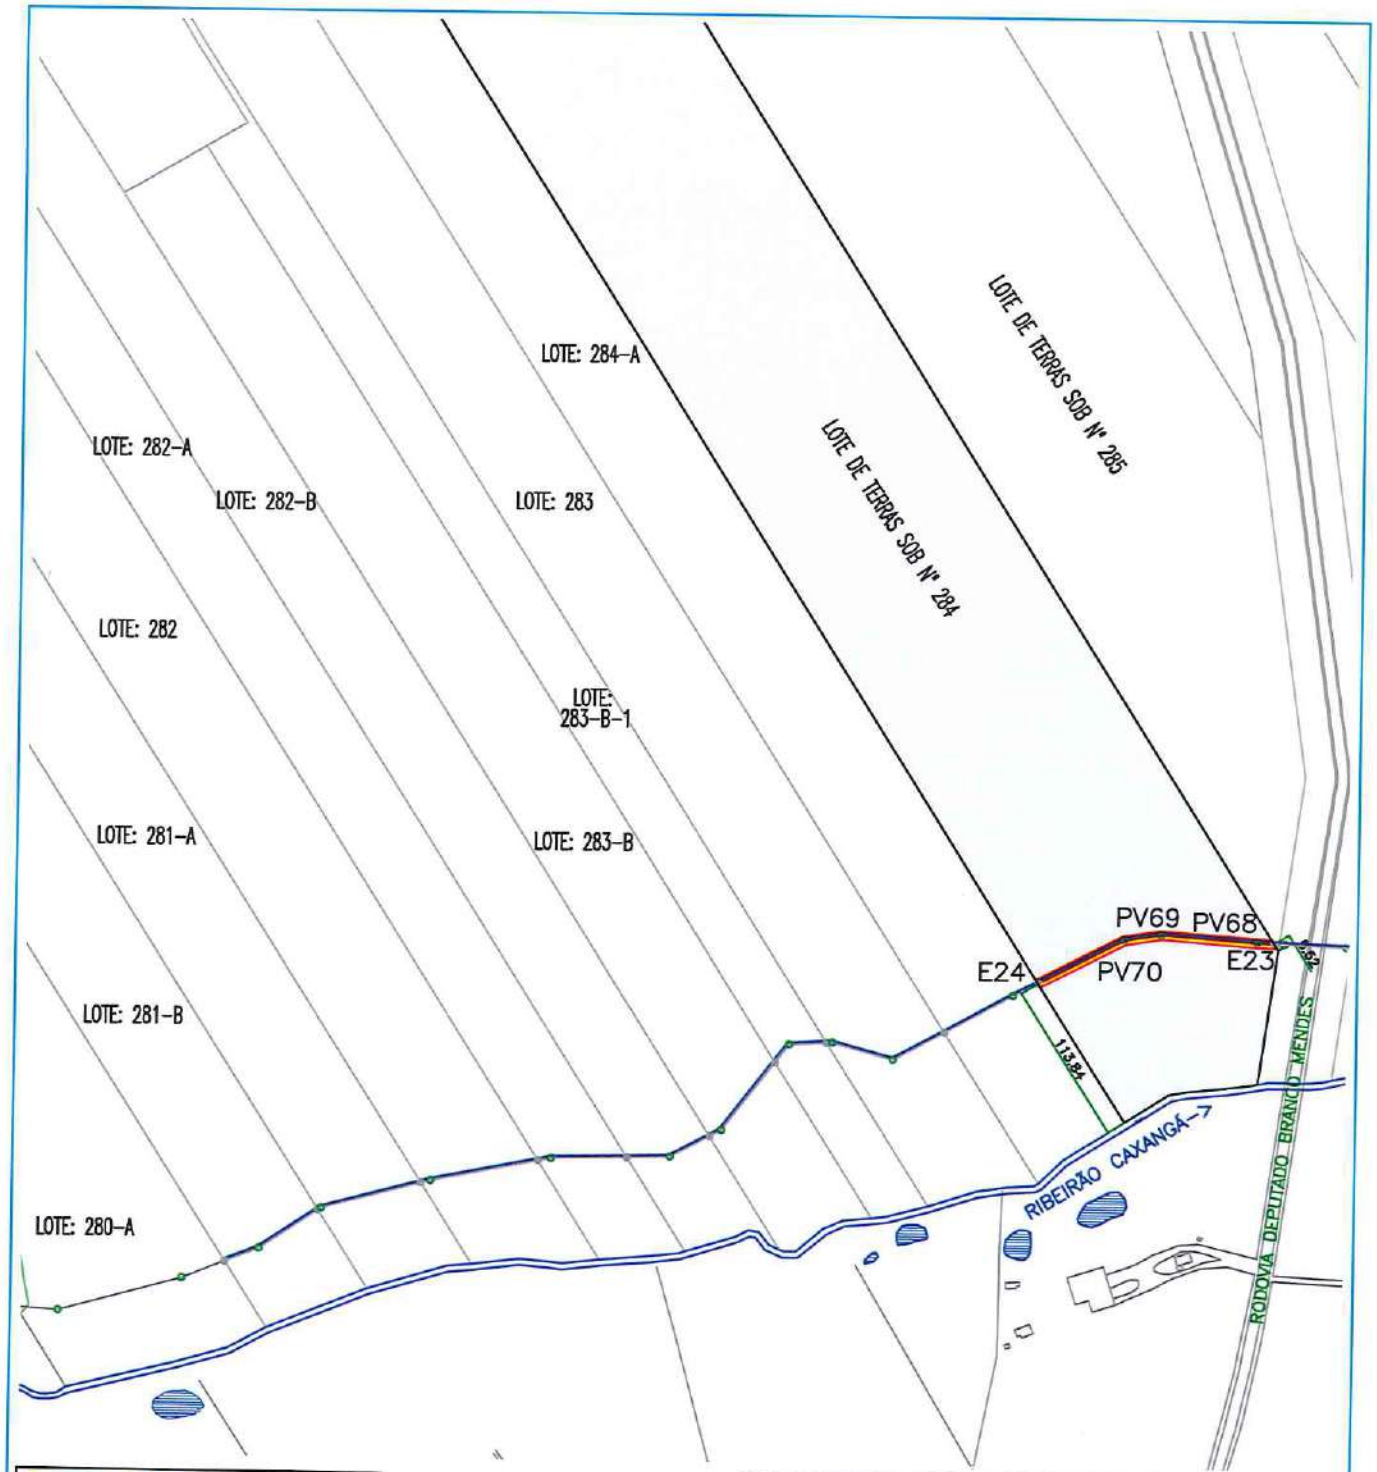 LOTE DE TERRAS SOB Nº 285
LOTE: 284-A
LOTE DE TERRAS SOB Nº 284
LOTE: 282-A
LOTE: 282-B
LOTE: 283
LOTE: 282
LOTE:
283-B-1
LOTE: 281-A
LOTE: 283-B
PV69 PV68
E24
PV70
E23
LOTE: 281-B
113,84
RODOVIA DEPUTADO BRANCO MENDES
RIBEIRÃO CAXANGÁ->
LOTE: 280-A